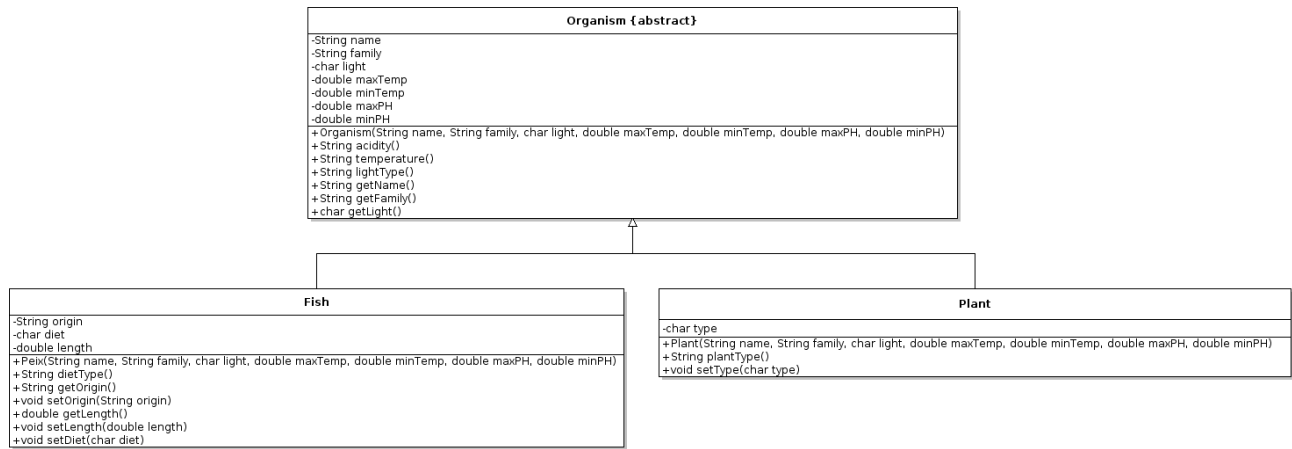 Organism {abstract}
-String name
-String family
-char light
-double maxTemp
-double minTemp
-double maxPH
-double minPH
+Organism(String name, String family, char light, double maxTemp, double minTemp, double maxPH, double minPH)
+String acidity()
+String temperature()
+String lightType()
+String getName()
+String getFamily()
+char getLight()
Fish
-String origin
-char diet
-double length
+Peix(String name, String family, char light, double maxTemp, double minTemp, double maxPH, double minPH)
+String dietType()
+String getOrigin()
+void setOrigin(String origin)
+double getLength()
+void setLength(double length)
+void setDiet(char diet)
Plant
-char type
+Plant(String name, String family, char light, double maxTemp, double minTemp, double maxPH, double minPH)
+String plantType()
+void setType(char type)